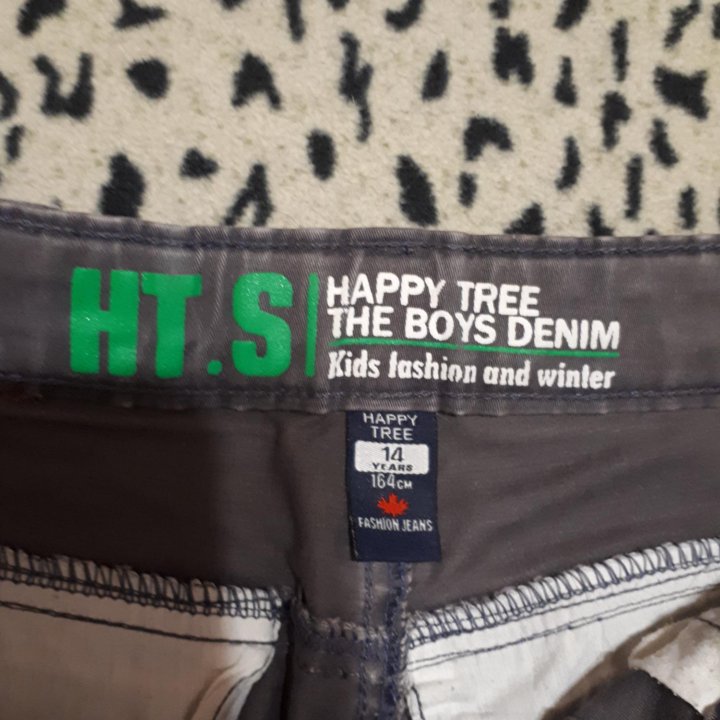 HT.S
HAPPY TREE
THE BOYS DENIM
Kids fashion and winter
HAPPY
TREE
14
YEARS
164CM
FASHION JEANS